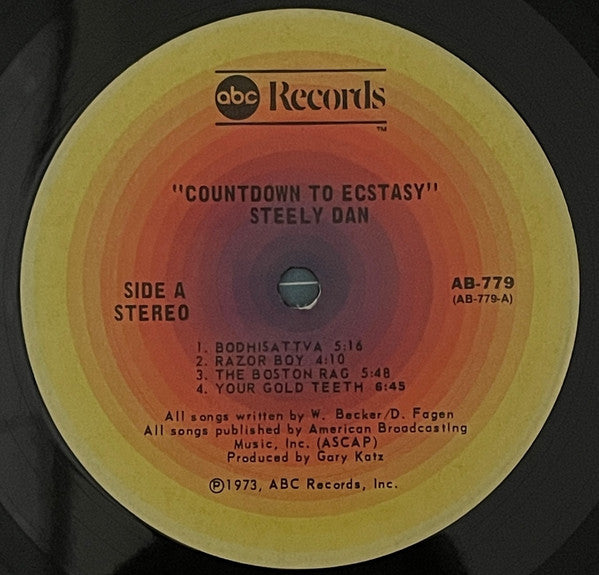 abc Records
TM
"COUNTDOWN TO ECSTASY"
STEELY DAN
SIDE A
STEREO
AB-779
(AB-779-A)
1. BODHISATTVA 5:16
2. RAZOR BOY 4:10
3. THE BOSTON RAG 5:48
4. YOUR GOLD TEETH 6:45
All songs written by W. Becker/D. Fagen
All songs published by American Broadcasting
Music, Inc. (ASCAP)
Produced by Gary Katz
Ⓟ1973, ABC Records, Inc.